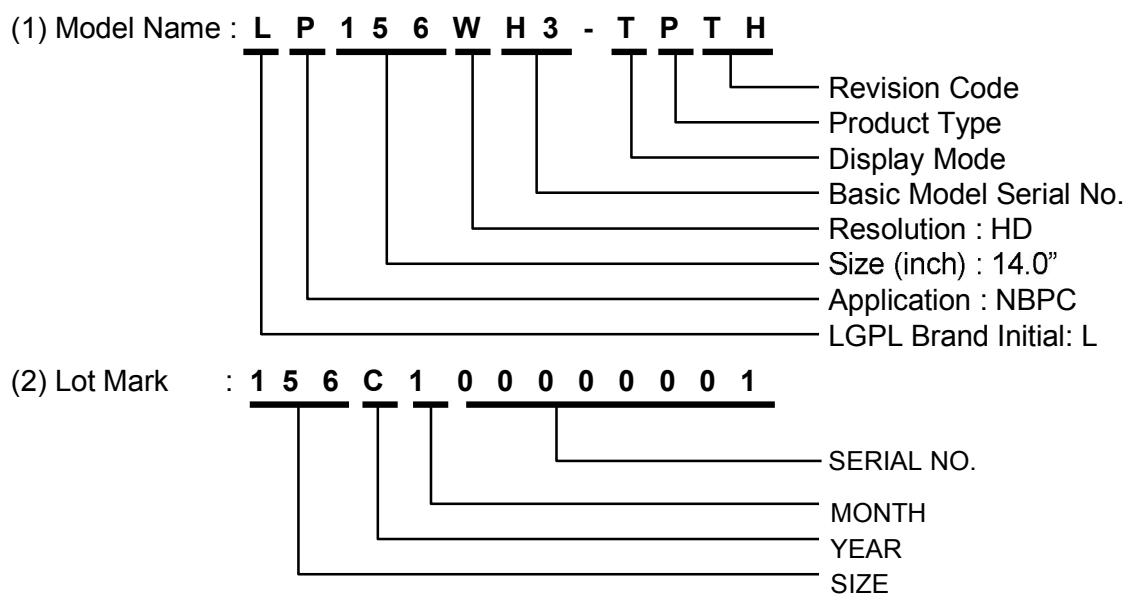 (1) Model Name : L P 1 5 6 W H 3 - T P T H
Revision Code
Product Type
Display Mode
Basic Model Serial No.
Resolution : HD
Size (inch) : 14.0”
Application : NBPC
LGPL Brand Initial: L
(2) Lot Mark : 1 5 6 C 1 0 0 0 0 0 0 1
SERIAL NO.
MONTH
YEAR
SIZE